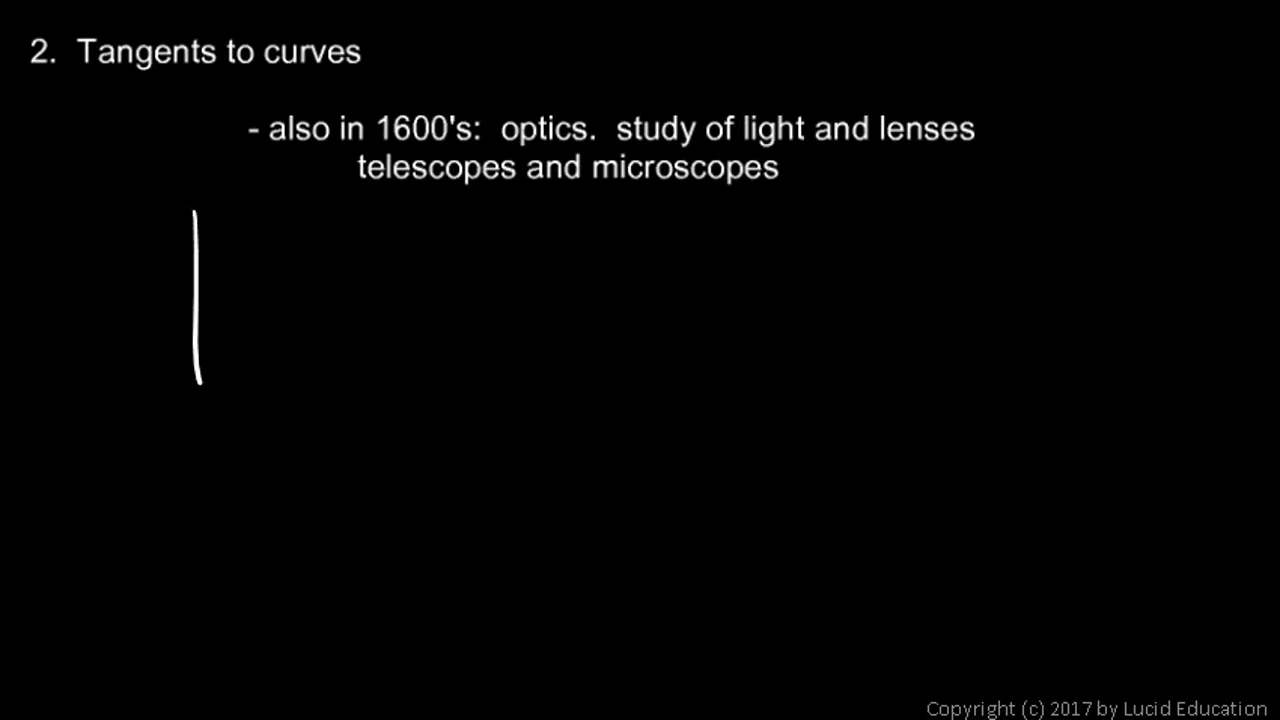 2. Tangents to curves
- also in 1600's: optics. study of light and lenses
telescopes and microscopes
Copyright (c) 2017 by Lucid Education